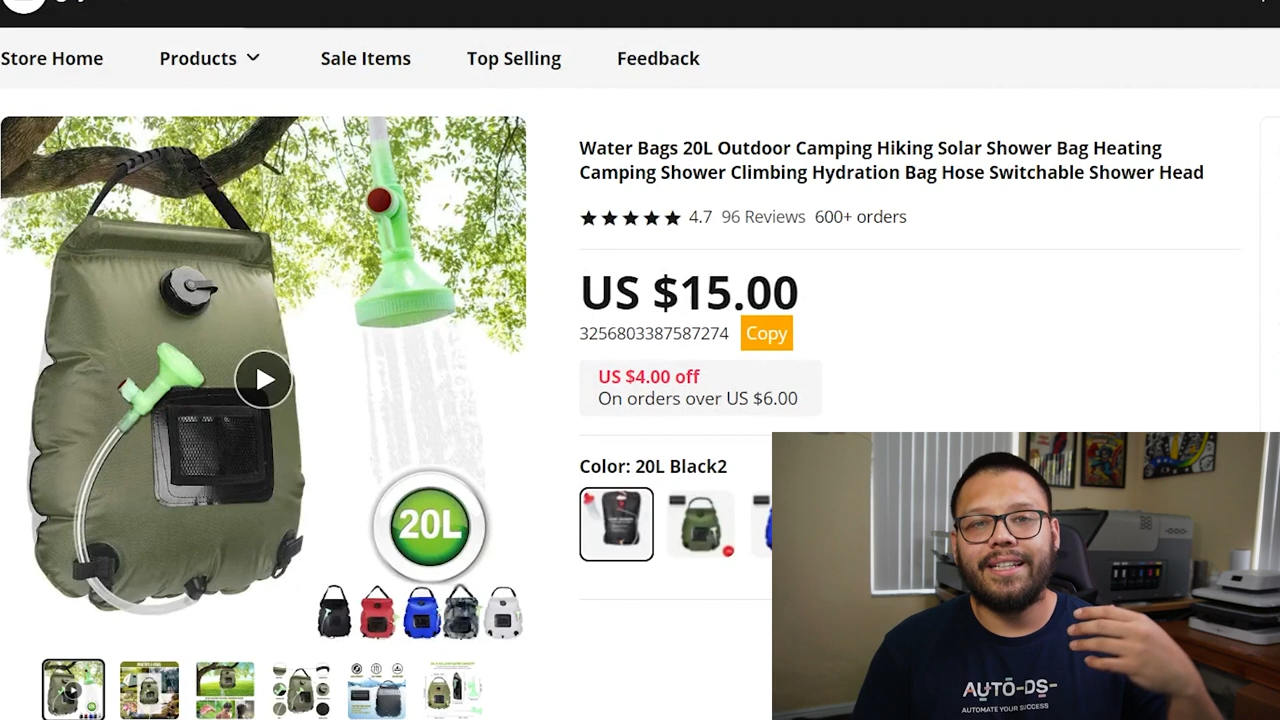 Store Home
Products
Sale Items
Top Selling
Feedback
Water Bags 20L Outdoor Camping Hiking Solar Shower Bag Heating
Camping Shower Climbing Hydration Bag Hose Switchable Shower Head
4.7 96 Reviews 600+ orders
US $15.00
3256803387587274 Copy
US $4.00 off
On orders over US $6.00
Color: 20L Black2
20L
AUTO-DS-
AUTOMATE YOUR SUCCESS